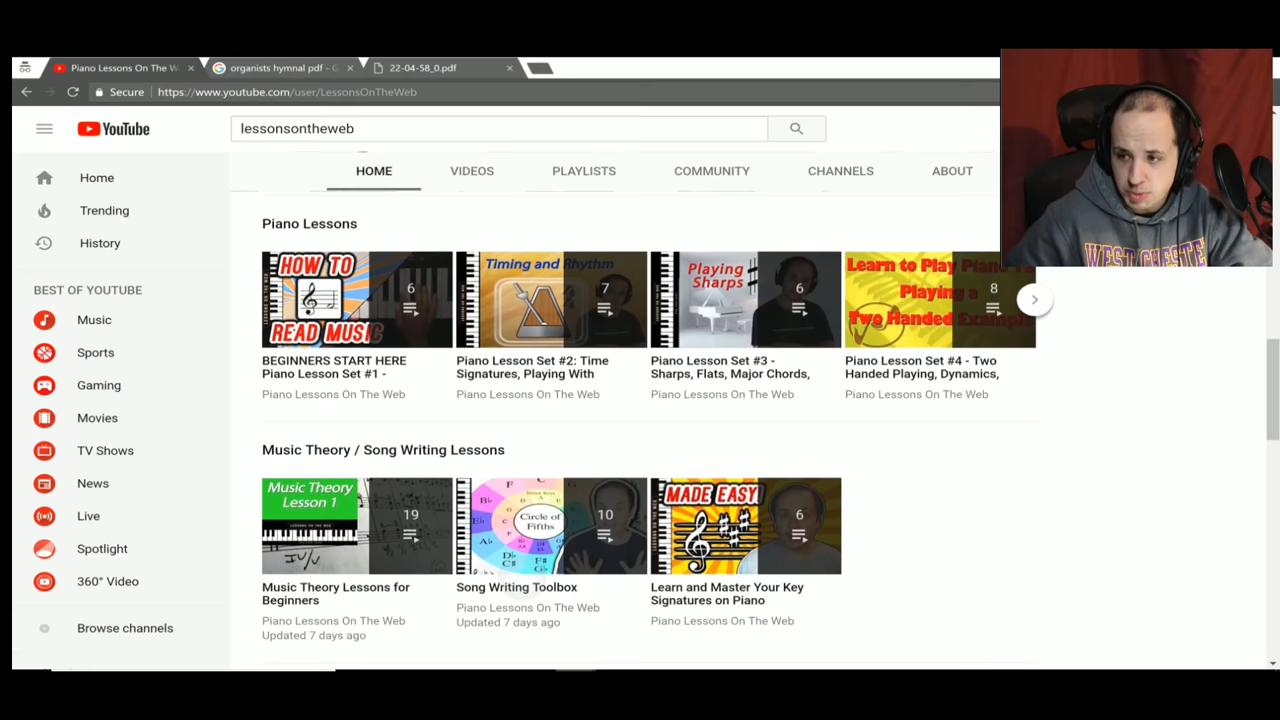 Piano Lessons On The W
organists hymnal pdf - G
22-04-58_0.pdf
Secure
https://www.youtube.com/user/LessonsOnTheWeb
YouTube
lessonsontheweb
HOME
VIDEOS
PLAYLISTS
COMMUNITY
CHANNELS
ABOUT
Home
Trending
History
BEST OF YOUTUBE
Music
Sports
Gaming
Movies
TV Shows
News
Live
Spotlight
360° Video
Browse channels
Piano Lessons
HOW TO
READ MUSIC
6
Timing and Rhythm
7
Playing
Sharps
6
Learn to Play Piano
Playing a
Two Handed Example
8
BEGINNERS START HERE
Piano Lesson Set #1 -
Piano Lessons On The Web
Piano Lesson Set #2: Time
Signatures, Playing With
Piano Lessons On The Web
Piano Lesson Set #3 -
Sharps, Flats, Major Chords,
Piano Lessons On The Web
Piano Lesson Set #4 - Two
Handed Playing, Dynamics,
Piano Lessons On The Web
Music Theory / Song Writing Lessons
Music Theory
Lesson 1
LESSONS ON THE WEB
IV/V
19
Circle of
Fifths
10
MADE EASY
6
Music Theory Lessons for
Beginners
Piano Lessons On The Web
Updated 7 days ago
Song Writing Toolbox
Piano Lessons On The Web
Updated 7 days ago
Learn and Master Your Key
Signatures on Piano
Piano Lessons On The Web
WEST CHESTE